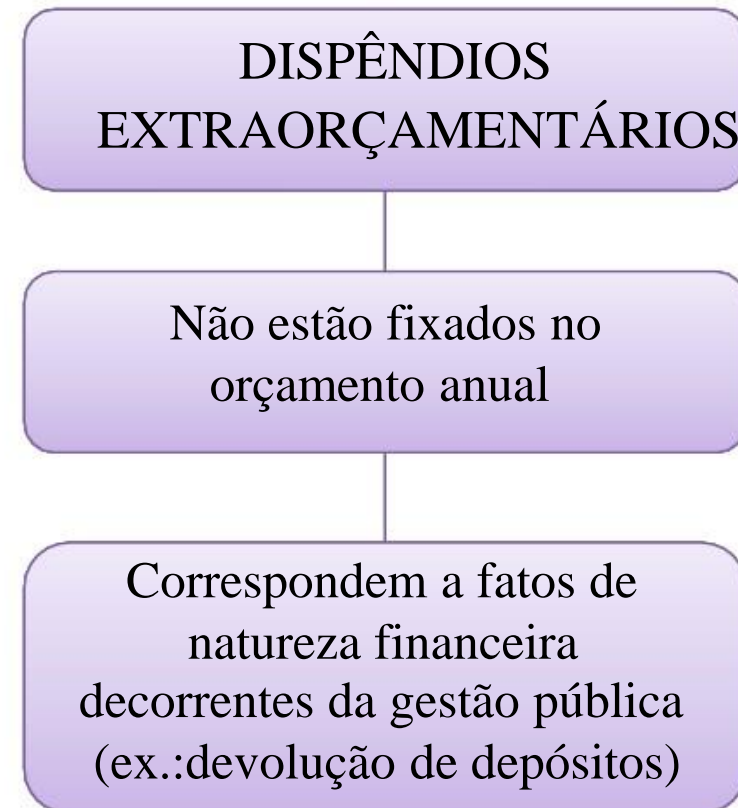 DISPÊNDIOS
EXTRAORÇAMENTÁRIOS
Não estão fixados no
orçamento anual
Correspondem a fatos de
natureza financeira
decorrentes da gestão pública
(ex.:devolução de depósitos)